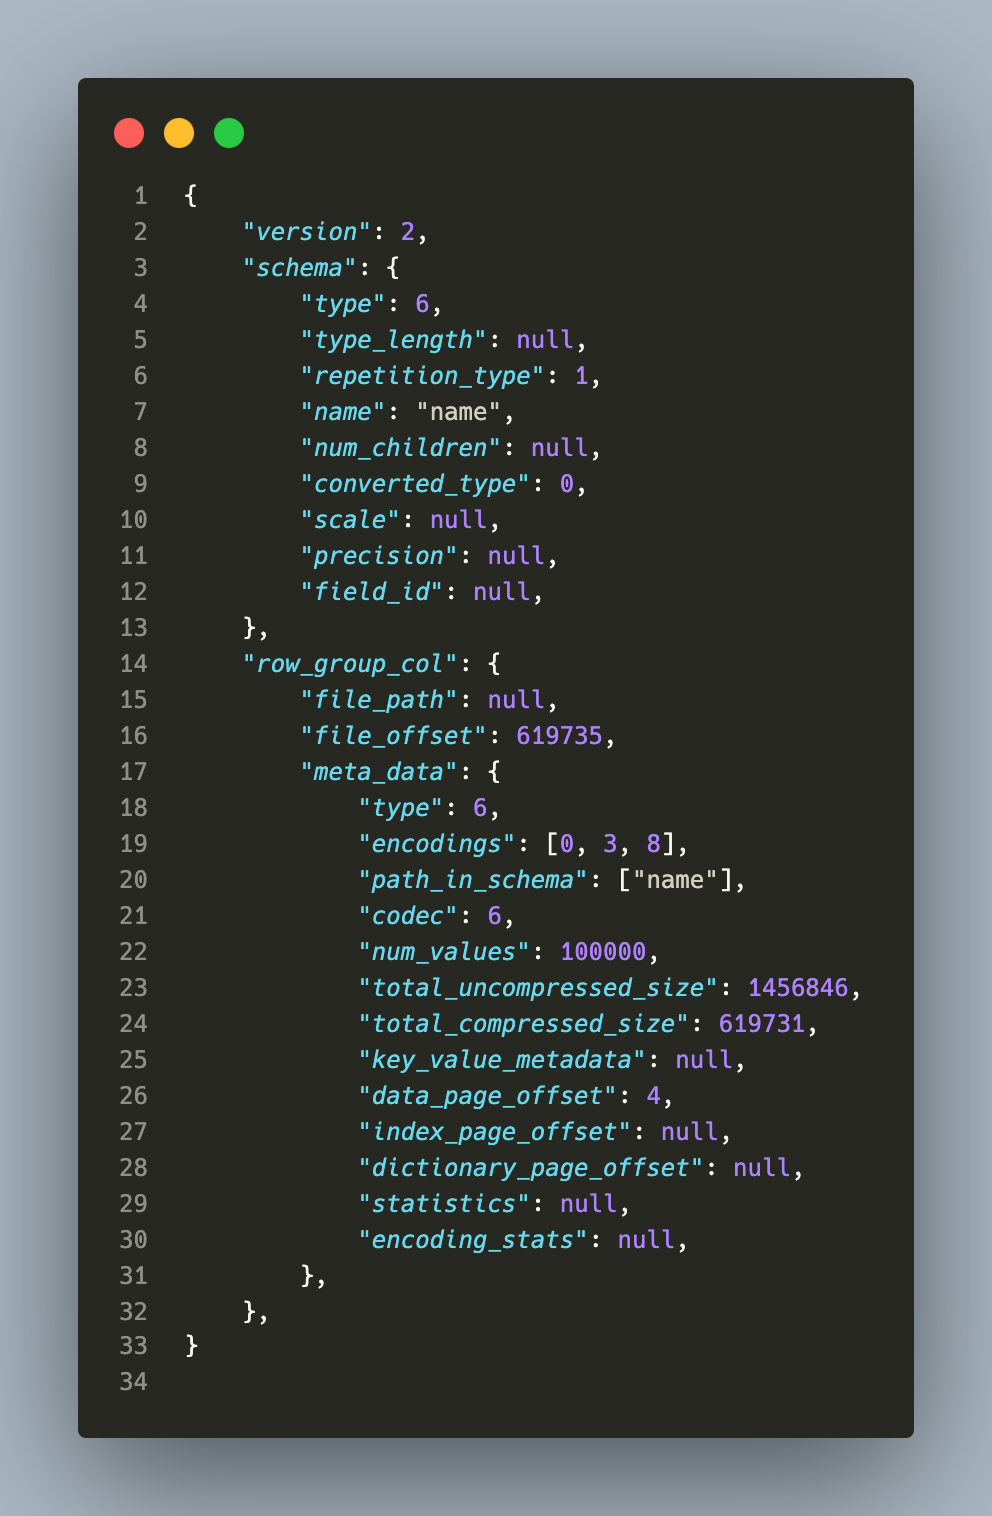 1 {
2     "version": 2,
3     "schema": {
4         "type": 6,
5         "type_length": null,
6         "repetition_type": 1,
7         "name": "name",
8         "num_children": null,
9         "converted_type": 0,
10         "scale": null,
11         "precision": null,
12         "field_id": null,
13     },
14     "row_group_col": {
15         "file_path": null,
16         "file_offset": 619735,
17         "meta_data": {
18             "type": 6,
19             "encodings": [0, 3, 8],
20             "path_in_schema": ["name"],
21             "codec": 6,
22             "num_values": 100000,
23             "total_uncompressed_size": 1456846,
24             "total_compressed_size": 619731,
25             "key_value_metadata": null,
26             "data_page_offset": 4,
27             "index_page_offset": null,
28             "dictionary_page_offset": null,
29             "statistics": null,
30             "encoding_stats": null,
31         },
32     },
33 }
34